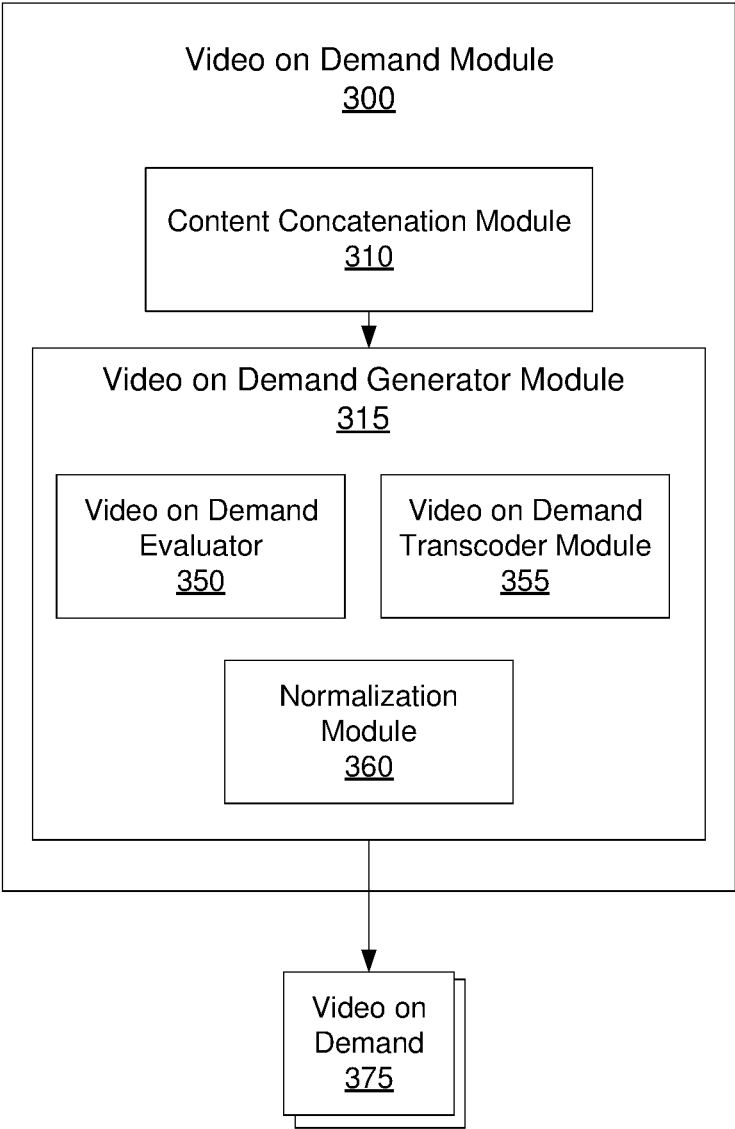 Video on Demand Module
300
Content Concatenation Module
310
Video on Demand Generator Module
315
Video on Demand
Evaluator
350
Video on Demand
Transcoder Module
355
Normalization
Module
360
Video on
Demand
375